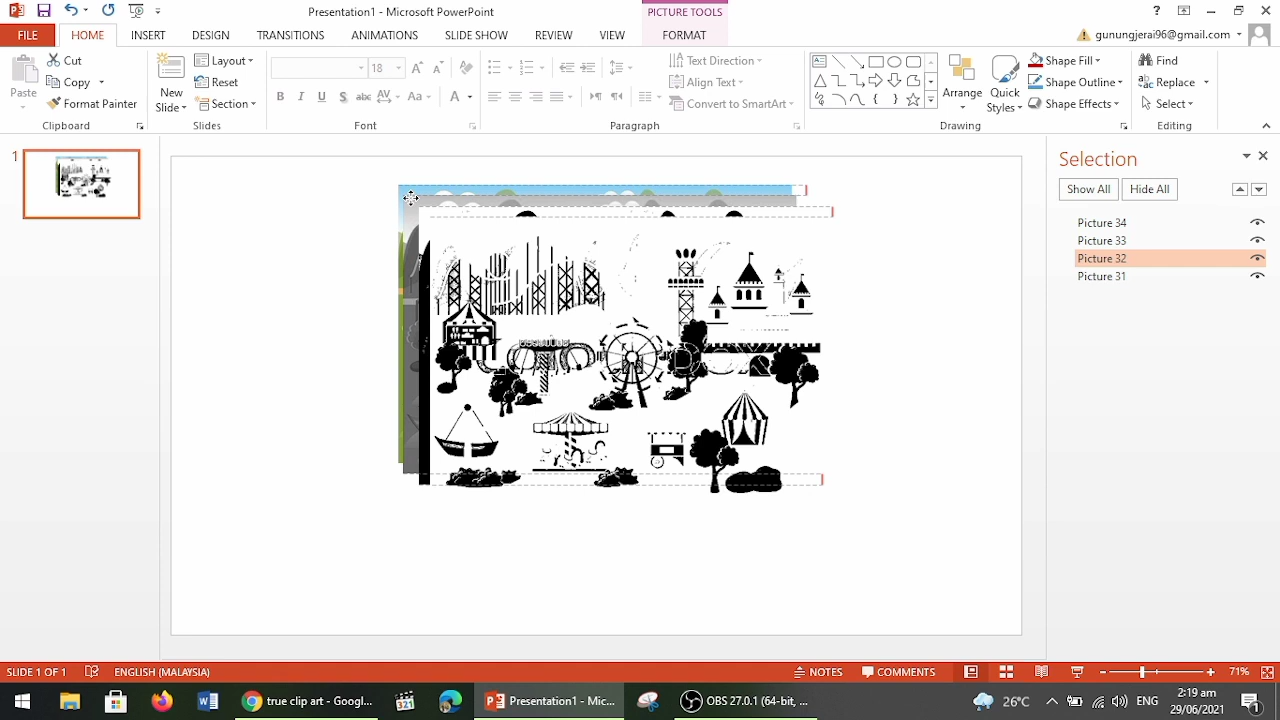 Presentation1 - Microsoft PowerPoint
PICTURE TOOLS
?
FILE
HOME
INSERT
DESIGN
TRANSITIONS
ANIMATIONS
SLIDE SHOW
REVIEW
VIEW
FORMAT
gunungjerai96@gmail.com
Paste
Cut
Copy
Format Painter
Clipboard
New
Slide
Layout
Reset
Section
Slides
18
B I U S abc AV Aa A
Font
Text Direction
Align Text
Convert to SmartArt
Paragraph
Arrange
Quick
Styles
Shape Fill
Shape Outline
Shape Effects
Drawing
Find
Replace
Select
Editing
1
Selection
Show All
Hide All
Picture 34
Picture 33
Picture 32
Picture 31
SLIDE 1 OF 1
ENGLISH (MALAYSIA)
NOTES
COMMENTS
71%
true clip art - Googl...
321
Presentation1 - Mic...
OBS 27.0.1 (64-bit, ...
26°C
ENG
2:19 am
29/06/2021
1